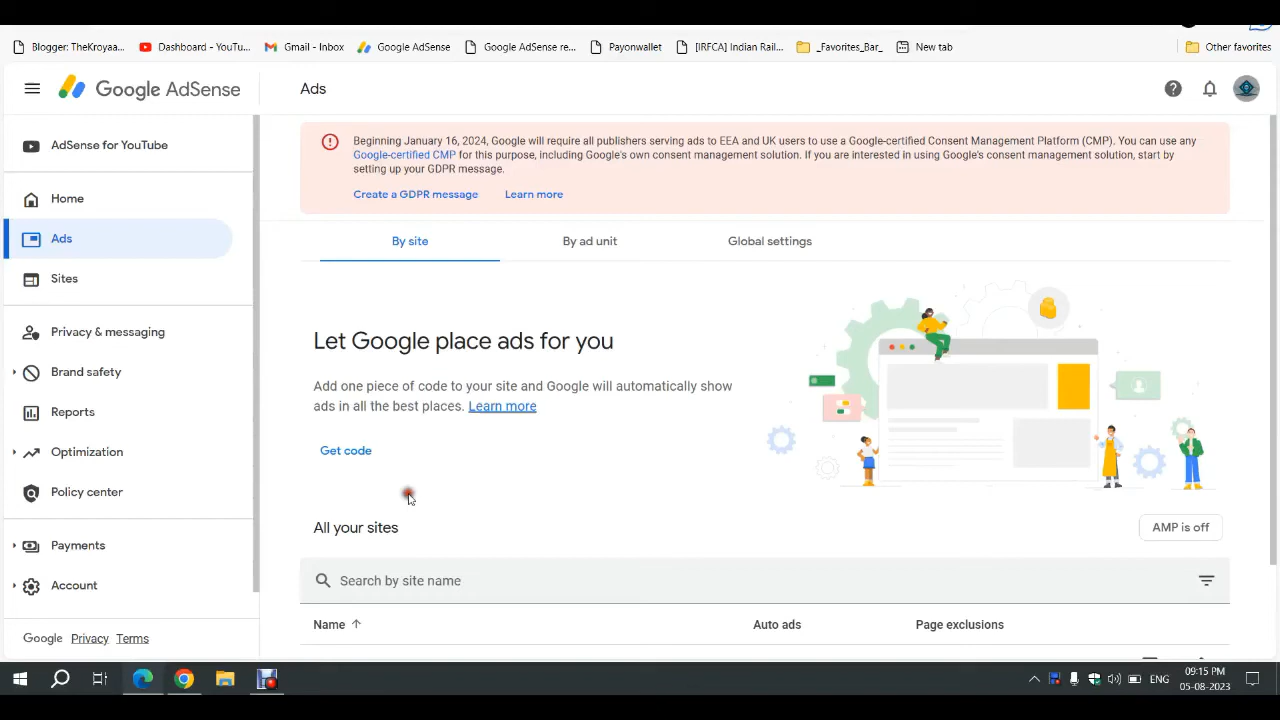 Blogger: TheKroyaa...
Dashboard - YouTu...
Gmail - Inbox
Google AdSense
Google AdSense re...
Payonwallet
[IRFCA] Indian Rail...
_Favorites_Bar_
New tab
Other favorites
Google AdSense
Ads
AdSense for YouTube
Home
Ads
Sites
Privacy & messaging
Brand safety
Reports
Optimization
Policy center
Payments
Account
Google Privacy Terms
Beginning January 16, 2024, Google will require all publishers serving ads to EEA and UK users to use a Google-certified Consent Management Platform (CMP). You can use any
Google-certified CMP for this purpose, including Google's own consent management solution. If you are interested in using Google's consent management solution, start by
setting up your GDPR message.
Create a GDPR message Learn more
By site By ad unit Global settings
Let Google place ads for you
Add one piece of code to your site and Google will automatically show
ads in all the best places. Learn more
Get code
All your sites
AMP is off
Search by site name
Name Auto ads Page exclusions
ENG
09:15 PM
05-08-2023